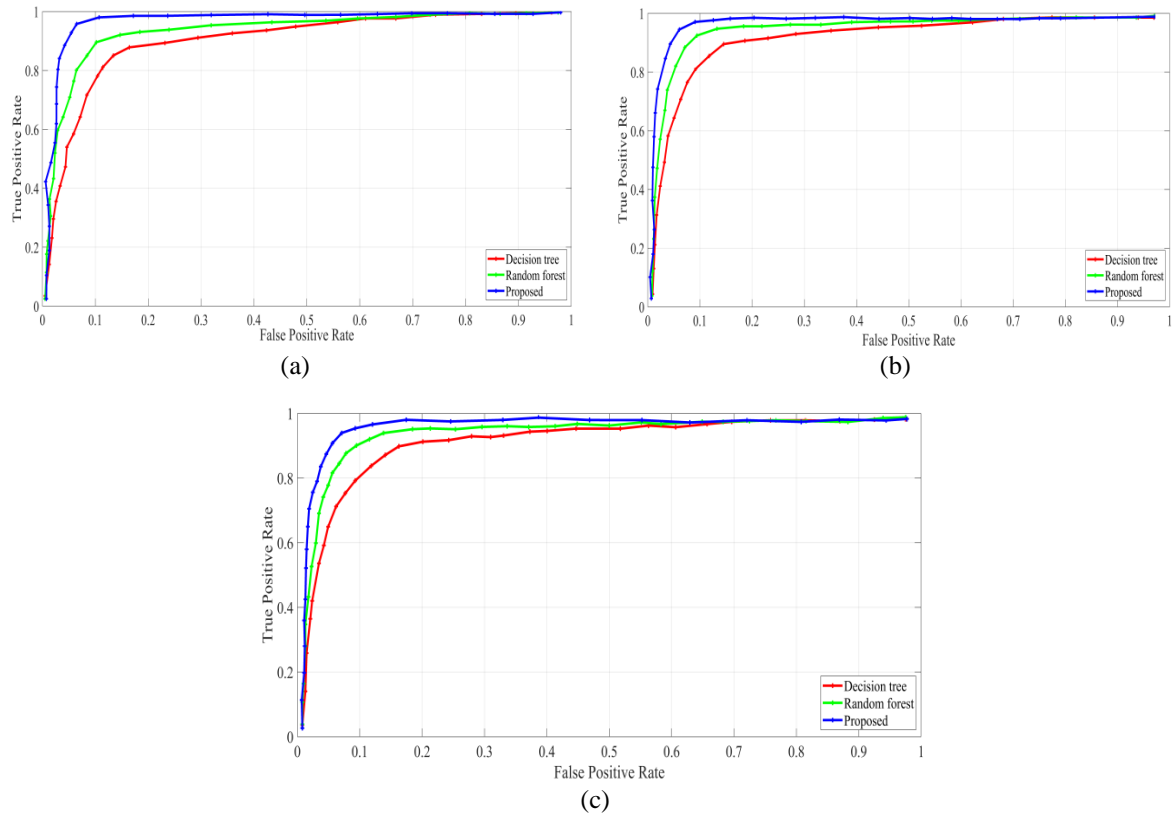 1
0.8
0.6
0.4
0.2
0
True Positive Rate
Decision tree
Random forest
Proposed
0 0.1 0.2 0.3 0.4 0.5 0.6 0.7 0.8 0.9 1
False Positive Rate
(a)
1
0.8
0.6
0.4
0.2
0
True Positive Rate
Decision tree
Random forest
Proposed
0 0.1 0.2 0.3 0.4 0.5 0.6 0.7 0.8 0.9 1
False Positive Rate
(b)
1
0.8
0.6
0.4
0.2
0
True Positive Rate
Decision tree
Random forest
Proposed
0 0.1 0.2 0.3 0.4 0.5 0.6 0.7 0.8 0.9 1
False Positive Rate
(c)